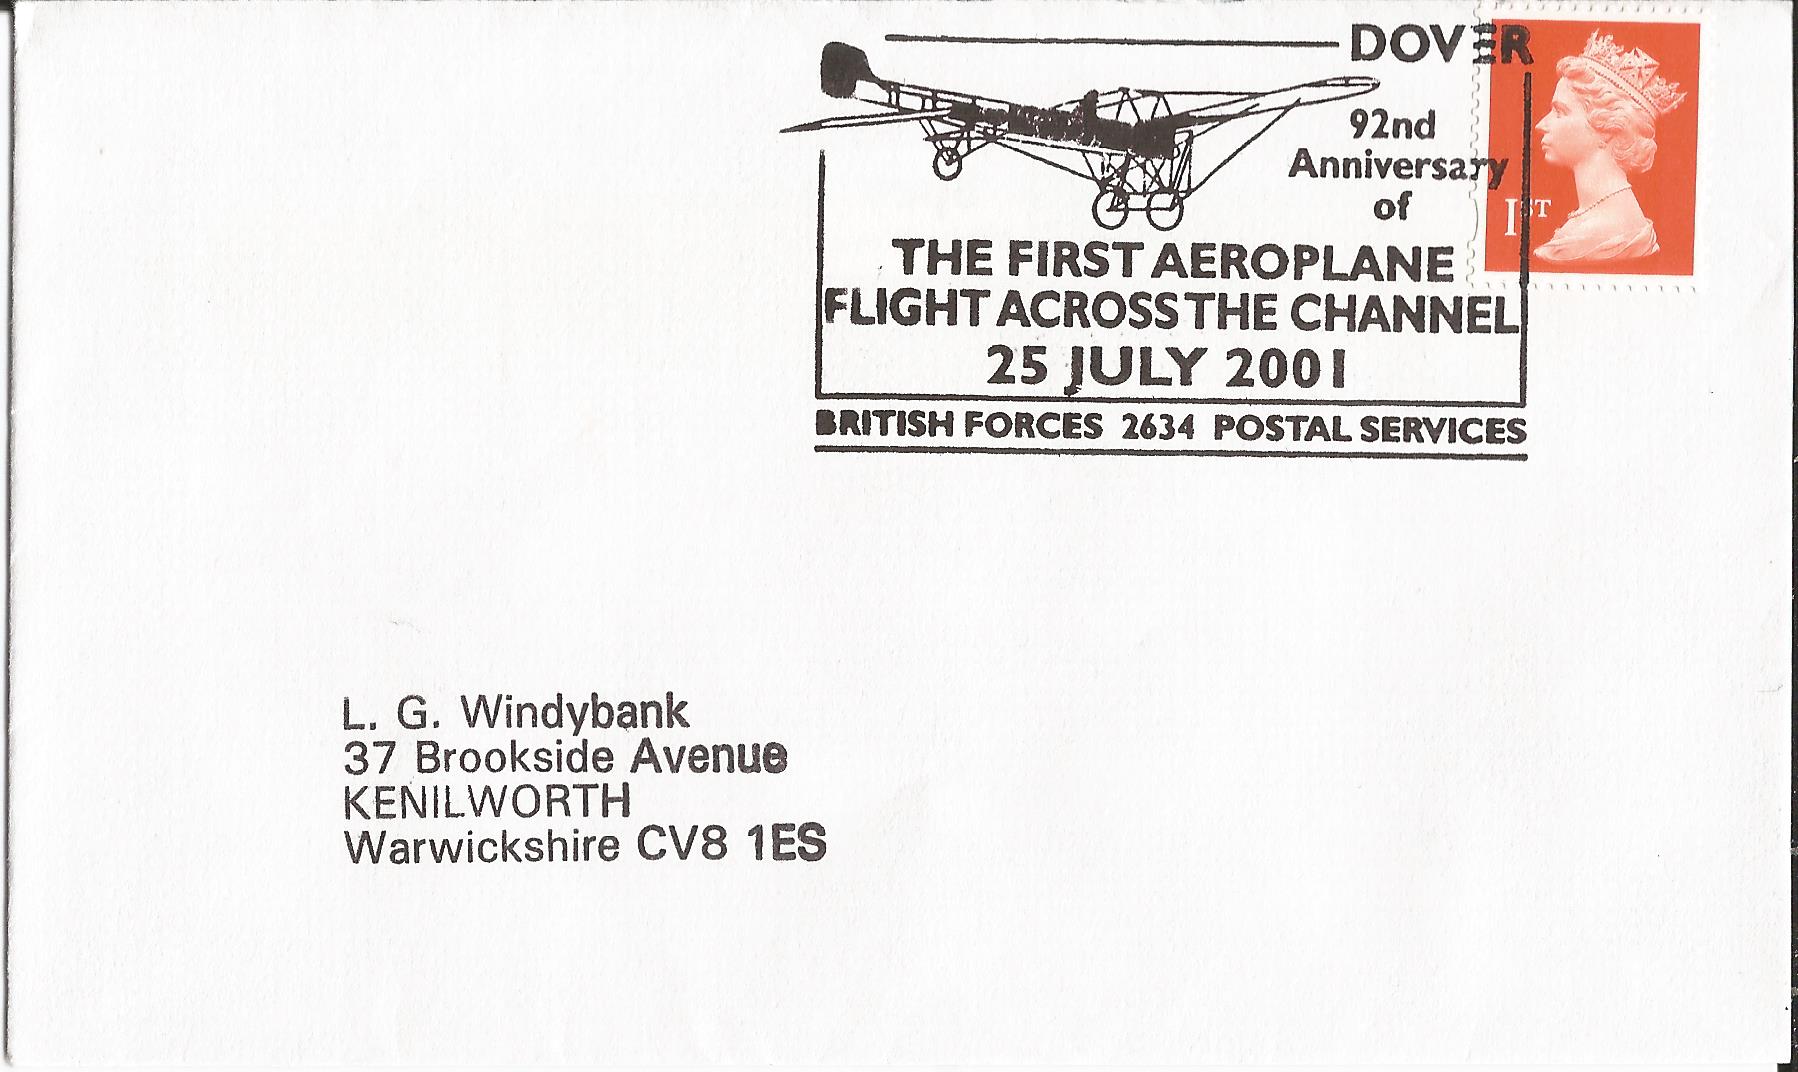 DOVER
92nd
Anniversary
of
THE FIRST AEROPLANE
FLIGHT ACROSS THE CHANNEL
25 JULY 2001
BRITISH FORCES 2634 POSTAL SERVICES
1ST
L. G. Windybank
37 Brookside Avenue
KENILWORTH
Warwickshire CV8 1ES